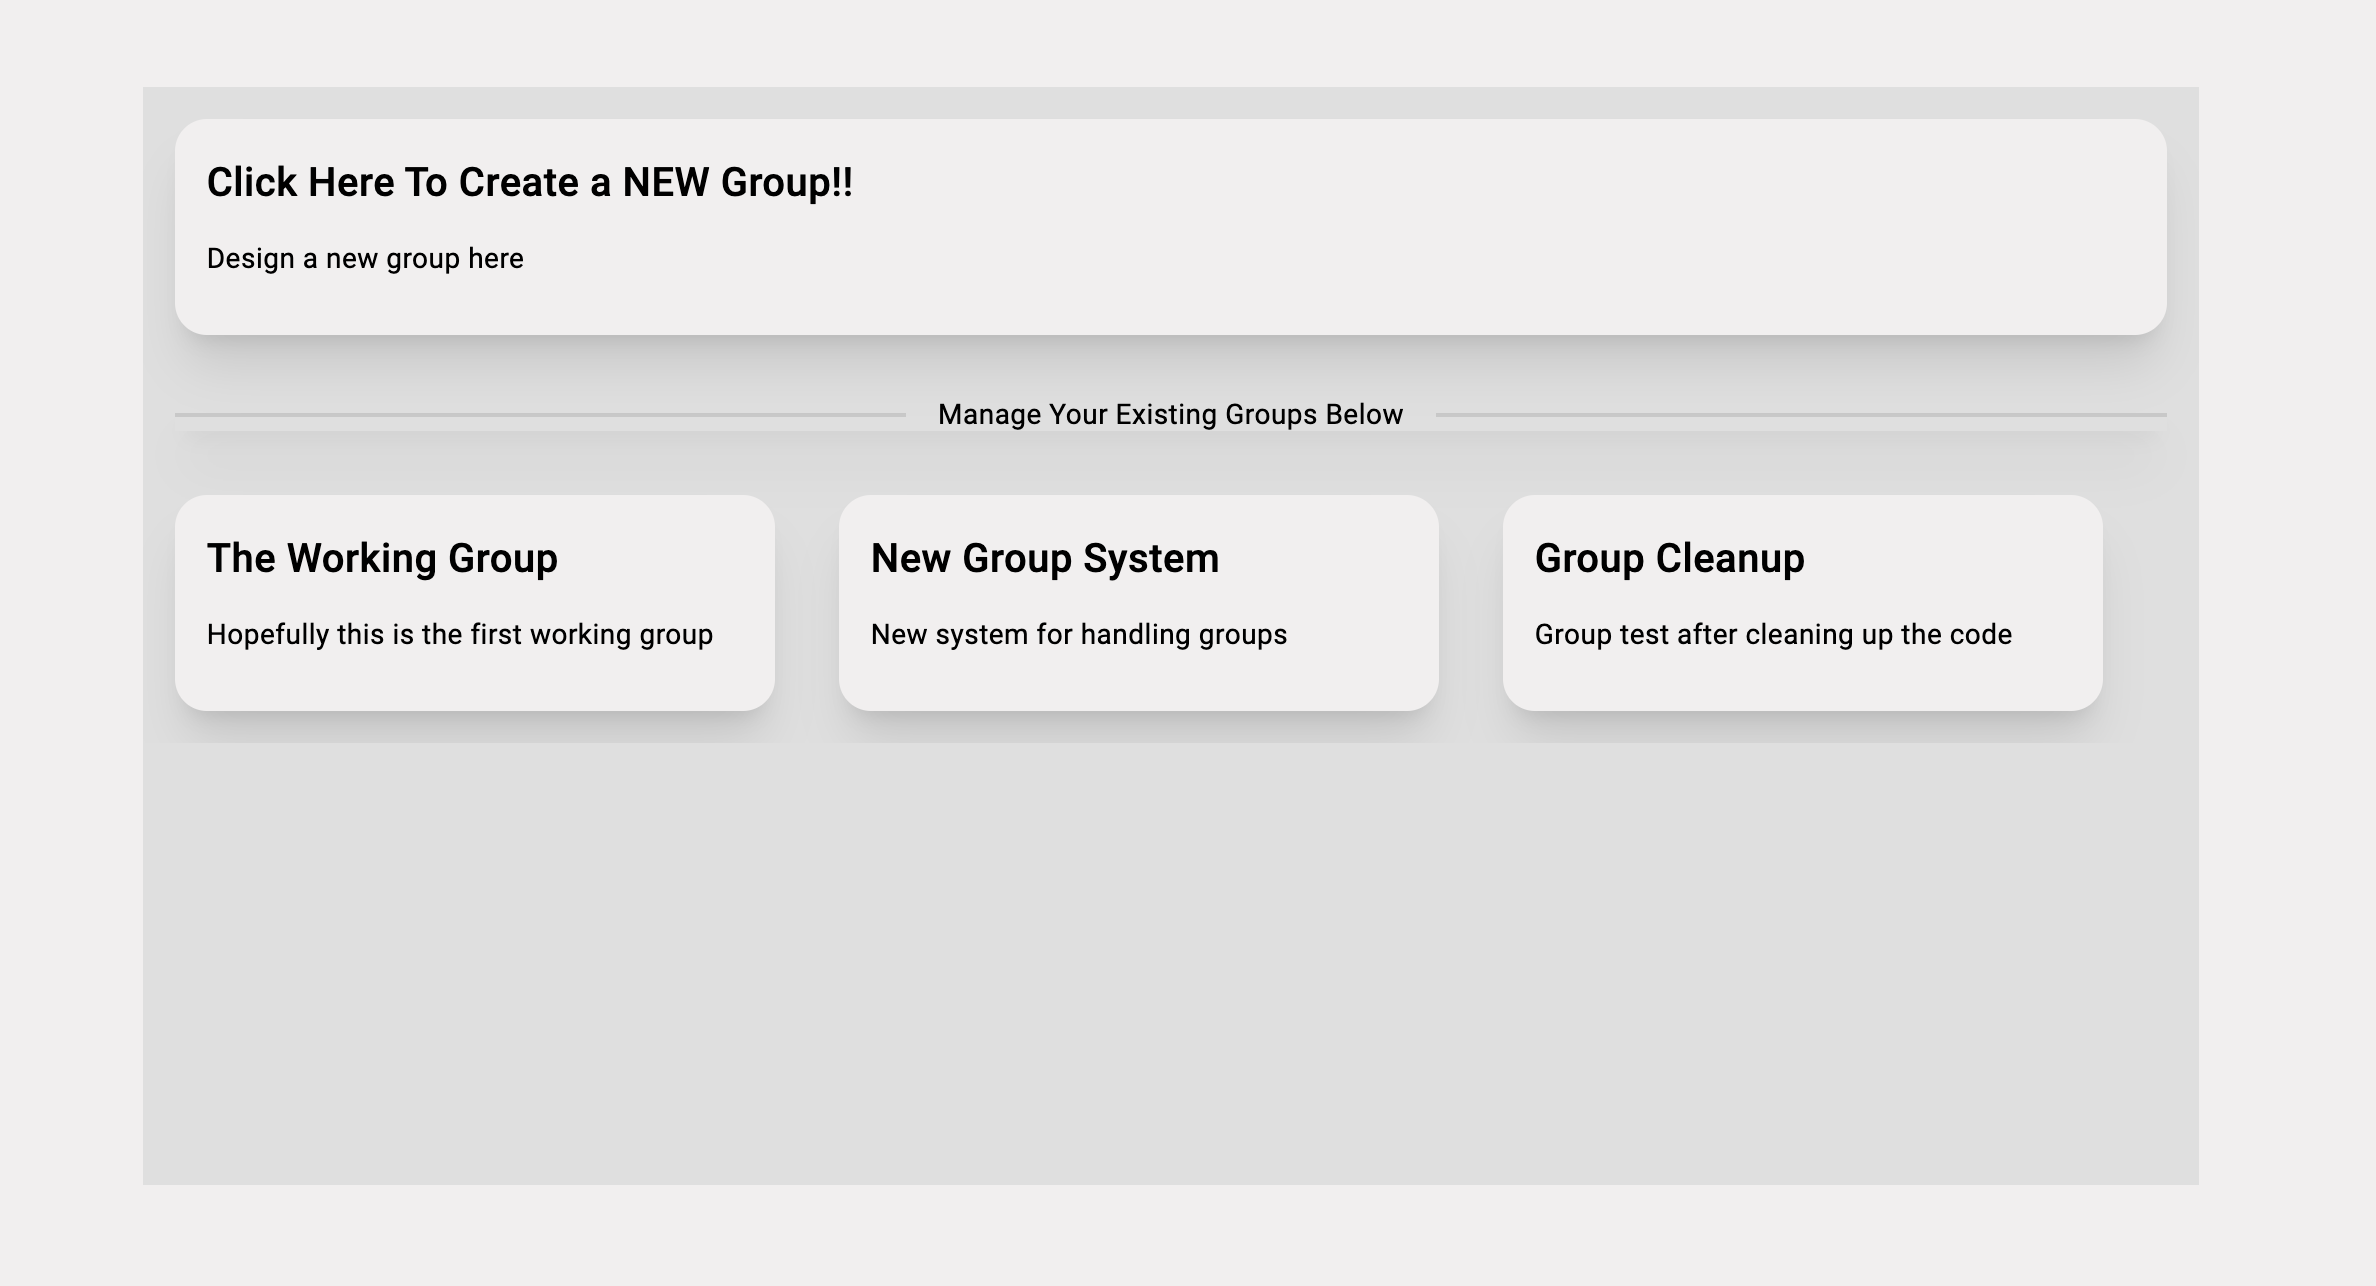 Click Here To Create a NEW Group!!
Design a new group here
Manage Your Existing Groups Below
The Working Group
Hopefully this is the first working group
New Group System
New system for handling groups
Group Cleanup
Group test after cleaning up the code